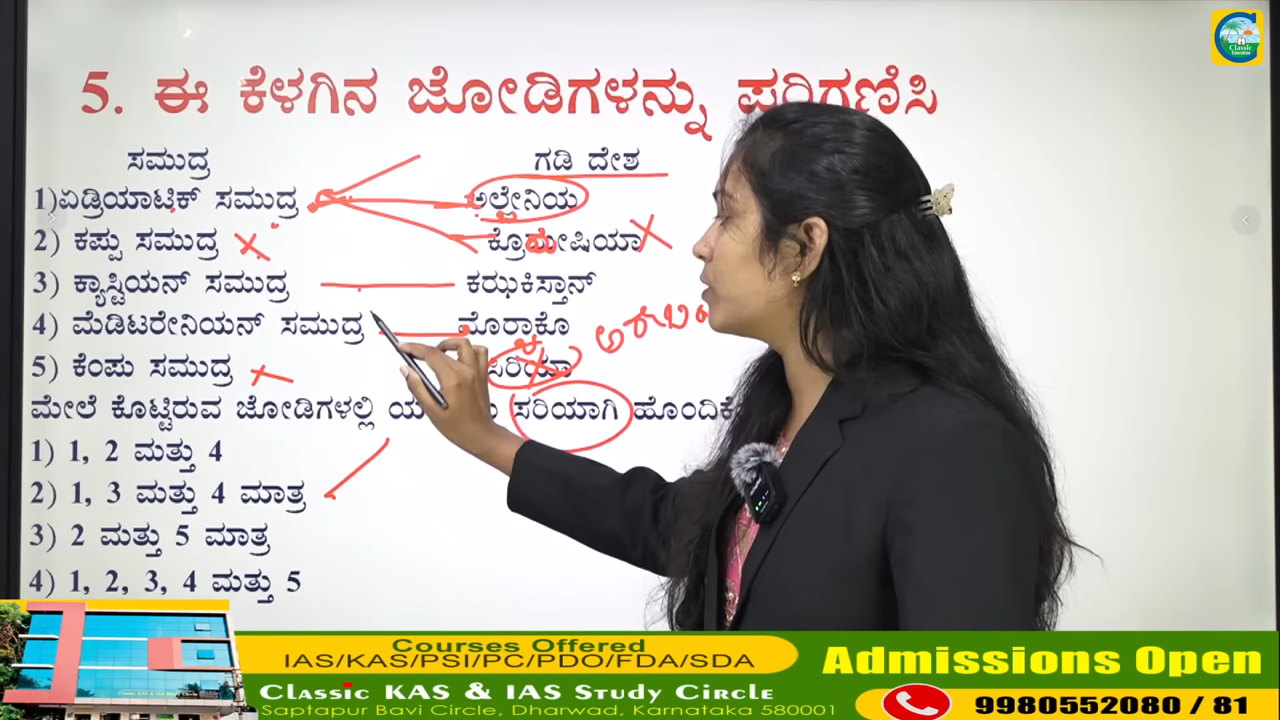 Classic
Education
5. ಈ ಕೆಳಗಿನ ಜೋಡಿಗಳನ್ನು ಪರಿಗಣಿಸಿ
ಸಮುದ್ರ ಗಡಿ ದೇಶ
1)ಏಡ್ರಿಯಾಟಿಕ್ ಸಮುದ್ರ ಅಲ್ಬೇನಿಯ
2) ಕಪ್ಪು ಸಮುದ್ರ
3) ಕ್ಯಾಸ್ಪಿಯನ್ ಸಮುದ್ರ ಕಝಕಿಸ್ತಾನ್
4) ಮೆಡಿಟರೇನಿಯನ್ ಸಮುದ್ರ ಮೊರಾಕೊ
5) ಕೆಂಪು ಸಮುದ್ರ ಸಿರಿಯಾ
ಮೇಲೆ ಕೊಟ್ಟಿರುವ ಜೋಡಿಗಳಲ್ಲಿ ಸರಿಯಾಗಿ
1) 1, 2 ಮತ್ತು 4
2) 1, 3 ಮತ್ತು 4 ಮಾತ್ರ
3) 2 ಮತ್ತು 5 ಮಾತ್ರ
4) 1, 2, 3, 4 ಮತ್ತು 5
Courses Offered
IAS/KAS/PSI/PC/PDO/FDA/SDA
Classic KAS & IAS Study Circle
Saptapur Bavi Circle, Dharwad, Karnataka 580001
Admissions Open
9980552080 / 81